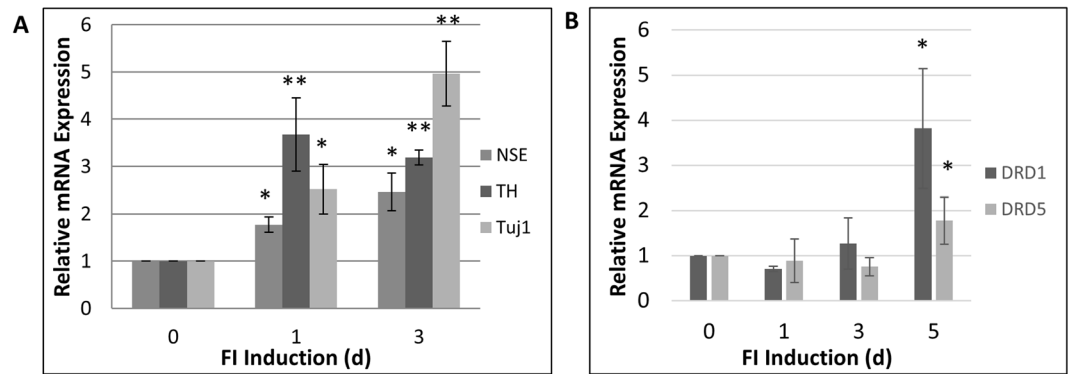 A
Relative mRNA Expression
6
5
4
3
2
1
0
**
**
*
*
*
**
NSE
TH
Tuj1
0 1 3
FI Induction (d)
B
Relative mRNA Expression
6
5
4
3
2
1
0
*
*
DRD1
DRD5
0 1 3 5
FI Induction (d)